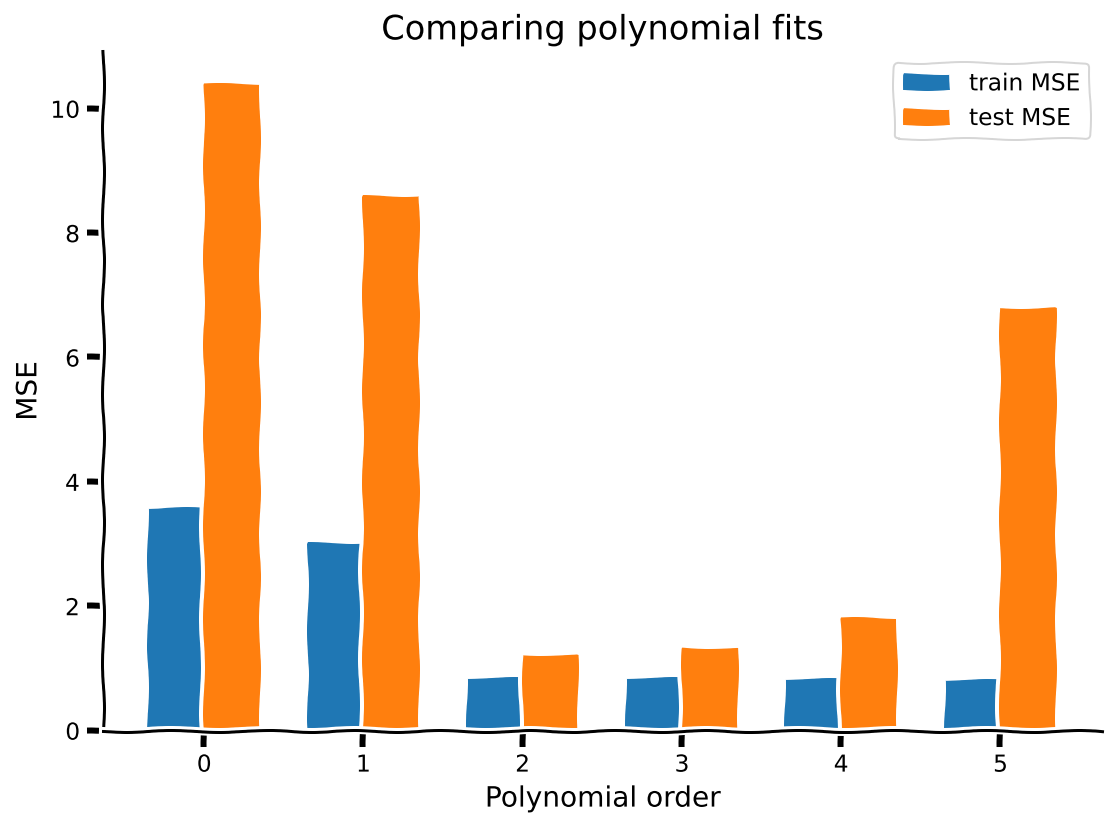 Comparing polynomial fits
train MSE
test MSE
10
8
6
4
2
0
MSE
0 1 2 3 4 5
Polynomial order